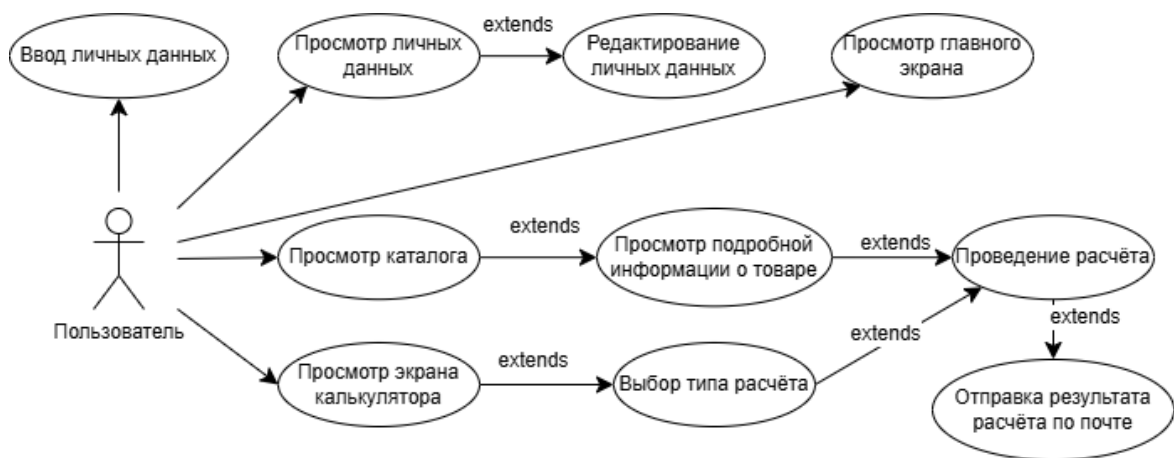 Ввод личных данных
Просмотр личных
данных
extends
Редактирование
личных данных
Просмотр главного
экрана
Пользователь
Просмотр каталога
extends
Просмотр подробной
информации о товаре
extends
Проведение расчёта
Просмотр экрана
калькулятора
extends
Выбор типа расчёта
extends
extends
Отправка результата
расчёта по почте